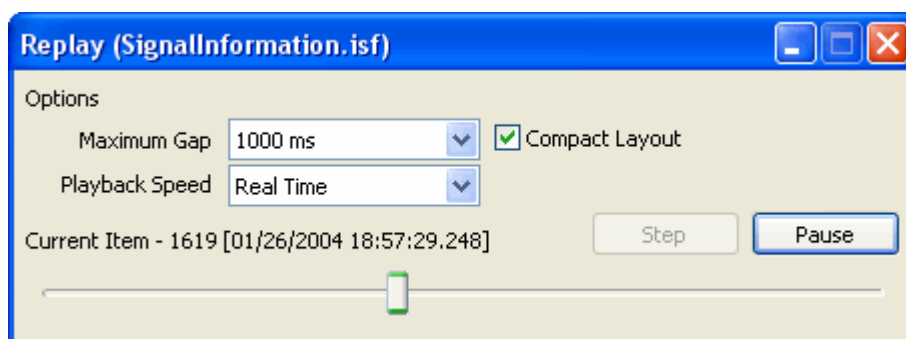 Replay (SignalInformation.isf)
Options
Maximum Gap 1000 ms Compact Layout
Playback Speed Real Time
Current Item - 1619 [01/26/2004 18:57:29.248] Step Pause